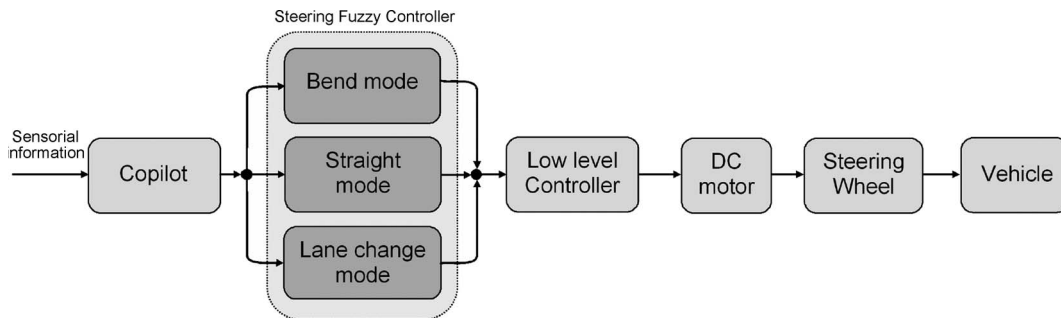 Steering Fuzzy Controller
Bend mode
Sensorial
information
Copilot
Straight
mode
Low level
Controller
DC
motor
Steering
Wheel
Vehicle
Lane change
mode